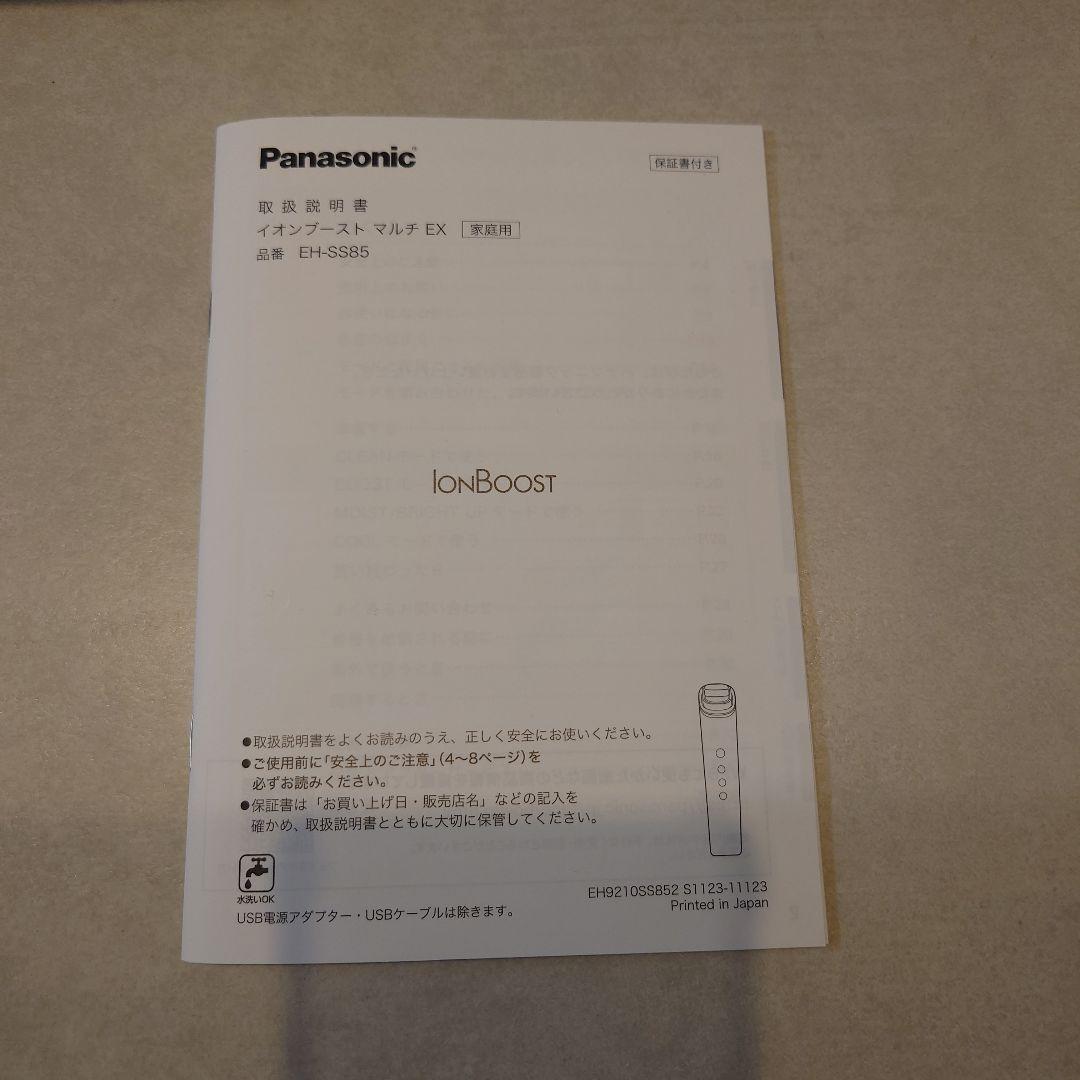 Panasonic
保証書付き
取扱説明書
イオンブースト マルチ EX 家庭用
品番 EH-SS85
IONBOOST
●取扱説明書をよくお読みのうえ、正しく安全にお使いください。
●ご使用前に「安全上のご注意」(4〜8ページ)を
必ずお読みください。
●保証書は「お買い上げ日・販売店名」などの記入を
確かめ、取扱説明書とともに大切に保管してください。
水洗いOK
USB電源アダプター・USBケーブルは除きます。
EH9210SS852 S1123-11123
Printed in Japan